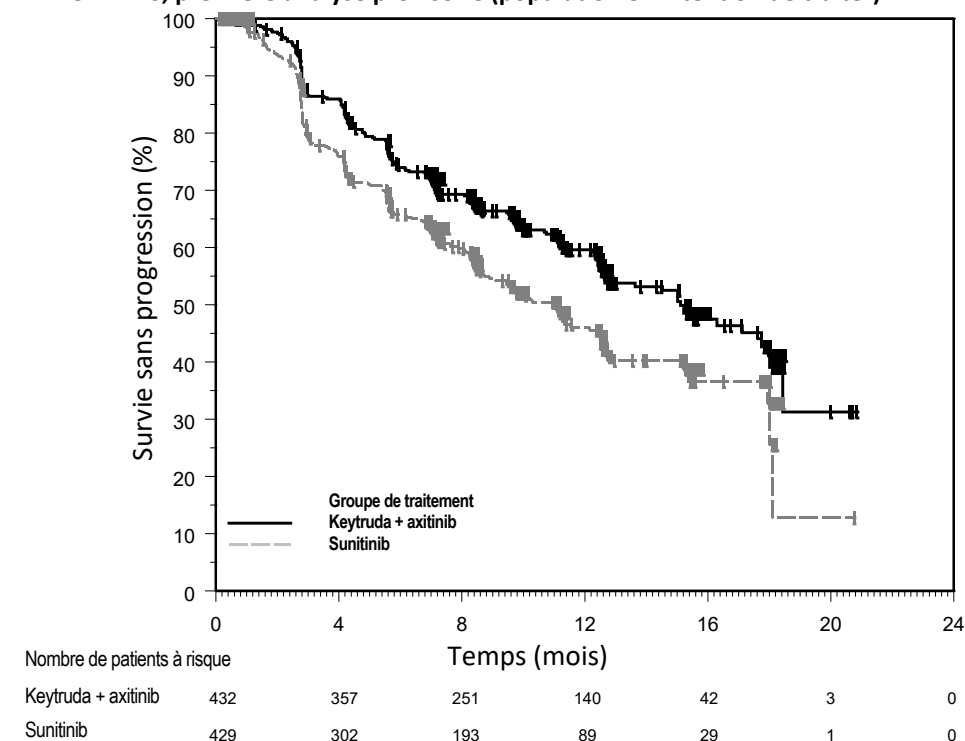 100
90
80
70
60
50
40
30
20
10
0
Survie sans progression (%)
Groupe de traitement
Keytruda + axitinib
Sunitinib
0 4 8 12 16 20 24
Temps (mois)
Nombre de patients à risque
Keytruda + axitinib 432 357 251 140 42 3 0
Sunitinib 429 302 193 89 29 1 0